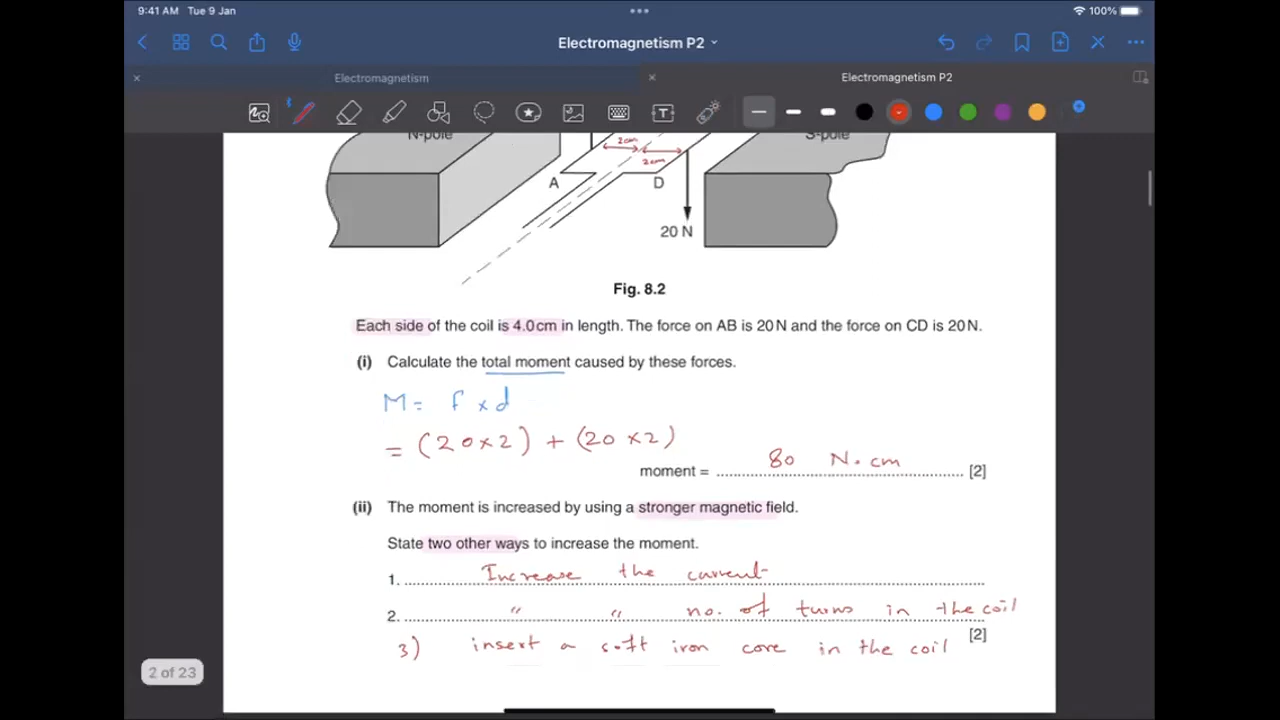 9:41 AM Tue 9 Jan
100%
Electromagnetism P2
Electromagnetism
Electromagnetism P2
N-pole
S-pole
2cm
2cm
A
D
20 N
Fig. 8.2
Each side of the coil is 4.0 cm in length. The force on AB is 20 N and the force on CD is 20 N.
(i) Calculate the total moment caused by these forces.
M = f × d
= (20×2) + (20×2)
moment = 80 N.cm [2]
(ii) The moment is increased by using a stronger magnetic field.
State two other ways to increase the moment.
1. Increase the current
2. " " no. of turns in the coil
[2]
3) insert a soft iron core in the coil
2 of 23